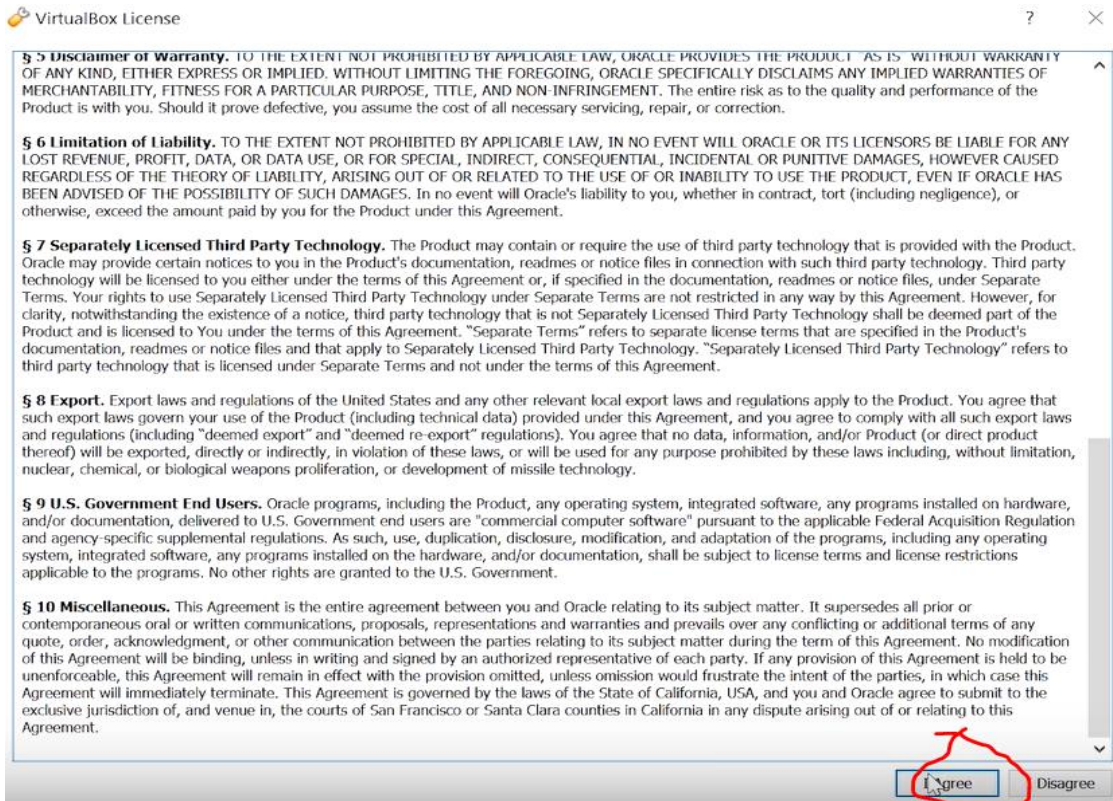 VirtualBox License
§ 5 Disclaimer of Warranty. TO THE EXTENT NOT PROHIBITED BY APPLICABLE LAW, ORACLE PROVIDES THE PRODUCT "AS IS" WITHOUT WARRANTY
OF ANY KIND, EITHER EXPRESS OR IMPLIED. WITHOUT LIMITING THE FOREGOING, ORACLE SPECIFICALLY DISCLAIMS ANY IMPLIED WARRANTIES OF
MERCHANTABILITY, FITNESS FOR A PARTICULAR PURPOSE, TITLE, AND NON-INFRINGEMENT. The entire risk as to the quality and performance of the
Product is with you. Should it prove defective, you assume the cost of all necessary servicing, repair, or correction.
§ 6 Limitation of Liability. TO THE EXTENT NOT PROHIBITED BY APPLICABLE LAW, IN NO EVENT WILL ORACLE OR ITS LICENSORS BE LIABLE FOR ANY
LOST REVENUE, PROFIT, DATA, OR DATA USE, OR FOR SPECIAL, INDIRECT, CONSEQUENTIAL, INCIDENTAL OR PUNITIVE DAMAGES, HOWEVER CAUSED
REGARDLESS OF THE THEORY OF LIABILITY, ARISING OUT OF OR RELATED TO THE USE OF OR INABILITY TO USE THE PRODUCT, EVEN IF ORACLE HAS
BEEN ADVISED OF THE POSSIBILITY OF SUCH DAMAGES. In no event will Oracle's liability to you, whether in contract, tort (including negligence), or
otherwise, exceed the amount paid by you for the Product under this Agreement.
§ 7 Separately Licensed Third Party Technology. The Product may contain or require the use of third party technology that is provided with the Product.
Oracle may provide certain notices to you in the Product's documentation, readmes or notice files in connection with such third party technology. Third party
technology will be licensed to you either under the terms of this Agreement or, if specified in the documentation, readmes or notice files, under Separate
Terms. Your rights to use Separately Licensed Third Party Technology under Separate Terms are not restricted in any way by this Agreement. However, for
clarity, notwithstanding the existence of a notice, third party technology that is not Separately Licensed Third Party Technology shall be deemed part of the
Product and is licensed to You under the terms of this Agreement. “Separate Terms” refers to separate license terms that are specified in the Product's
documentation, readmes or notice files and that apply to Separately Licensed Third Party Technology. “Separately Licensed Third Party Technology” refers to
third party technology that is licensed under Separate Terms and not under the terms of this Agreement.
§ 8 Export. Export laws and regulations of the United States and any other relevant local export laws and regulations apply to the Product. You agree that
such export laws govern your use of the Product (including technical data) provided under this Agreement, and you agree to comply with all such export laws
and regulations (including “deemed export” and “deemed re-export” regulations). You agree that no data, information, and/or Product (or direct product
thereof) will be exported, directly or indirectly, in violation of these laws, or will be used for any purpose prohibited by these laws including, without limitation,
nuclear, chemical, or biological weapons proliferation, or development of missile technology.
§ 9 U.S. Government End Users. Oracle programs, including the Product, any operating system, integrated software, any programs installed on hardware,
and/or documentation, delivered to U.S. Government end users are "commercial computer software" pursuant to the applicable Federal Acquisition Regulation
and agency-specific supplemental regulations. As such, use, duplication, disclosure, modification, and adaptation of the programs, including any operating
system, integrated software, any programs installed on the hardware, and/or documentation, shall be subject to license terms and license restrictions
applicable to the programs. No other rights are granted to the U.S. Government.
§ 10 Miscellaneous. This Agreement is the entire agreement between you and Oracle relating to its subject matter. It supersedes all prior or
contemporaneous oral or written communications, proposals, representations and warranties and prevails over any conflicting or additional terms of any
quote, order, acknowledgment, or other communication between the parties relating to its subject matter during the term of this Agreement. No modification
of this Agreement will be binding, unless in writing and signed by an authorized representative of each party. If any provision of this Agreement is held to be
unenforceable, this Agreement will remain in effect with the provision omitted, unless omission would frustrate the intent of the parties, in which case this
Agreement will immediately terminate. This Agreement is governed by the laws of the State of California, USA, and you and Oracle agree to submit to the
exclusive jurisdiction of, and venue in, the courts of San Francisco or Santa Clara counties in California in any dispute arising out of or relating to this
Agreement.
I Agree Disagree